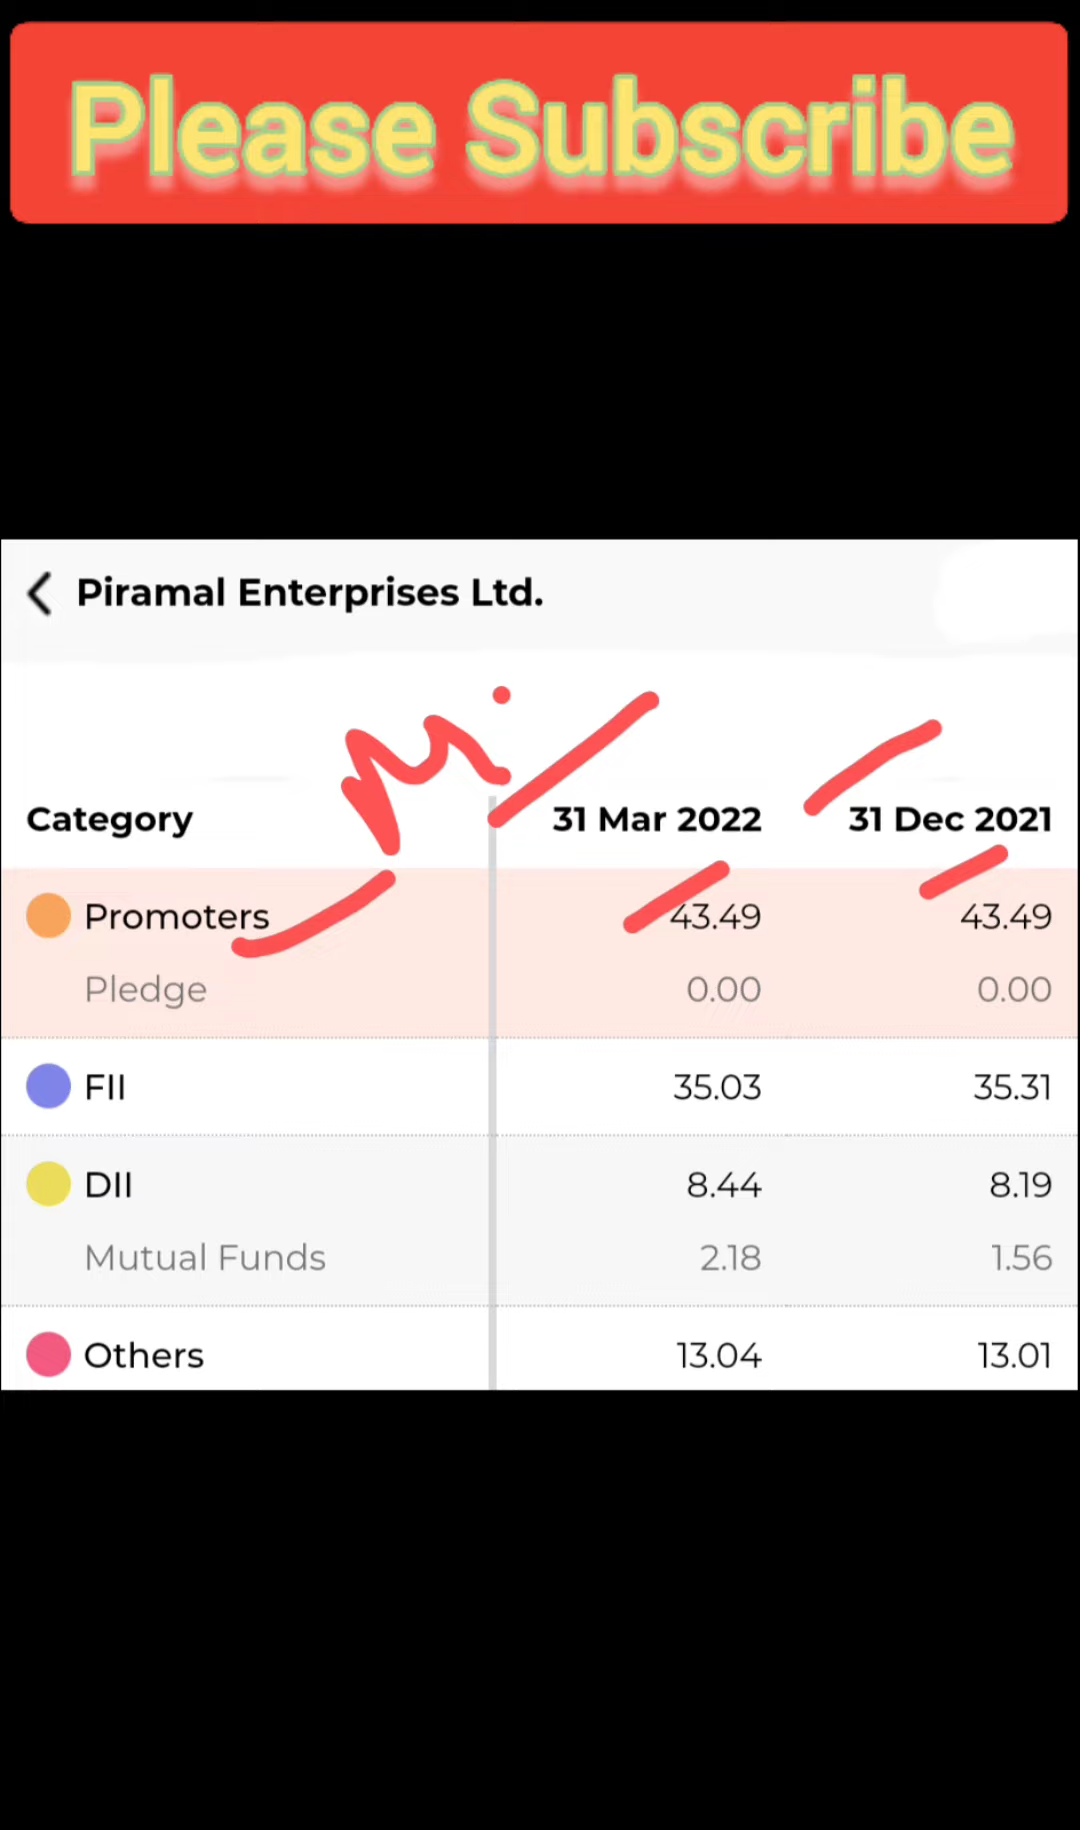 Please Subscribe
Piramal Enterprises Ltd.
Category 31 Mar 2022 31 Dec 2021
Promoters 43.49 43.49
Pledge 0.00 0.00
FII 35.03 35.31
DII 8.44 8.19
Mutual Funds 2.18 1.56
Others 13.04 13.01